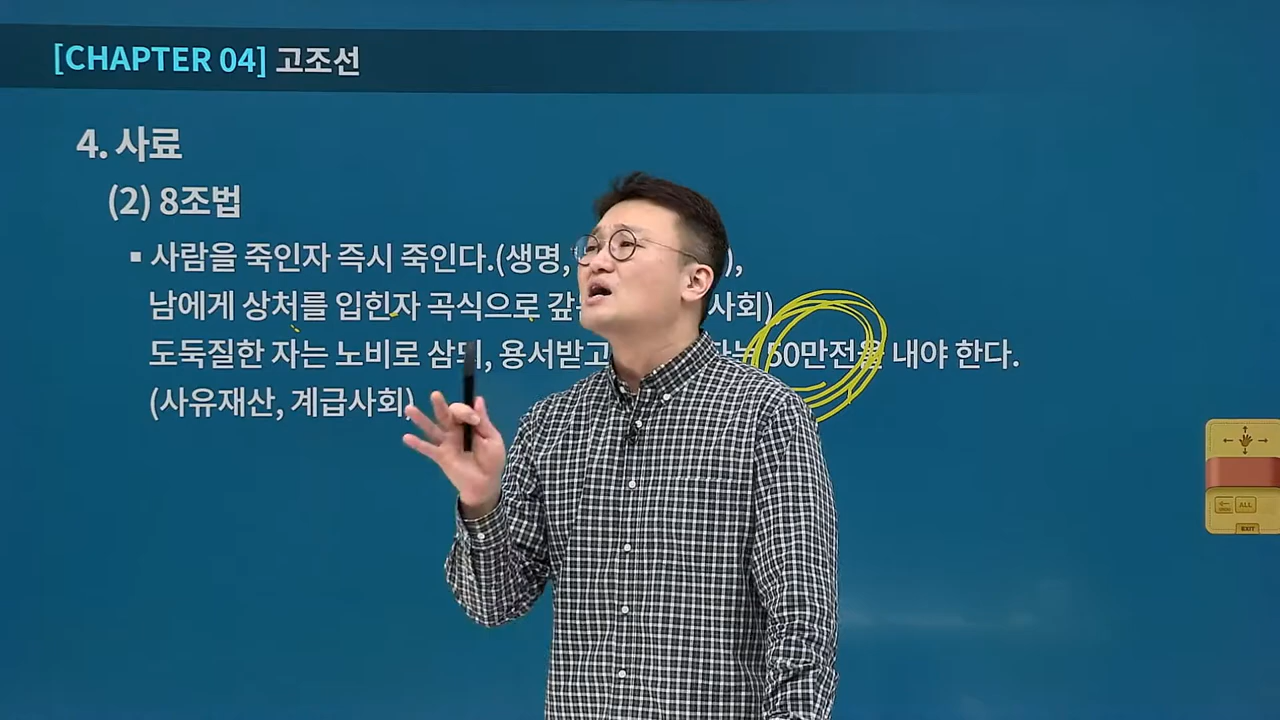 [CHAPTER 04] 고조선
4. 사료
(2) 8조법
▪ 사람을 죽인자 즉시 죽인다.(생명, ),
남에게 상처를 입힌자 곡식으로 사회)
도둑질한 자는 노비로 삼되, 용서받고 50만전을 내야 한다.
(사유재산, 계급사회)
ALL
EXIT